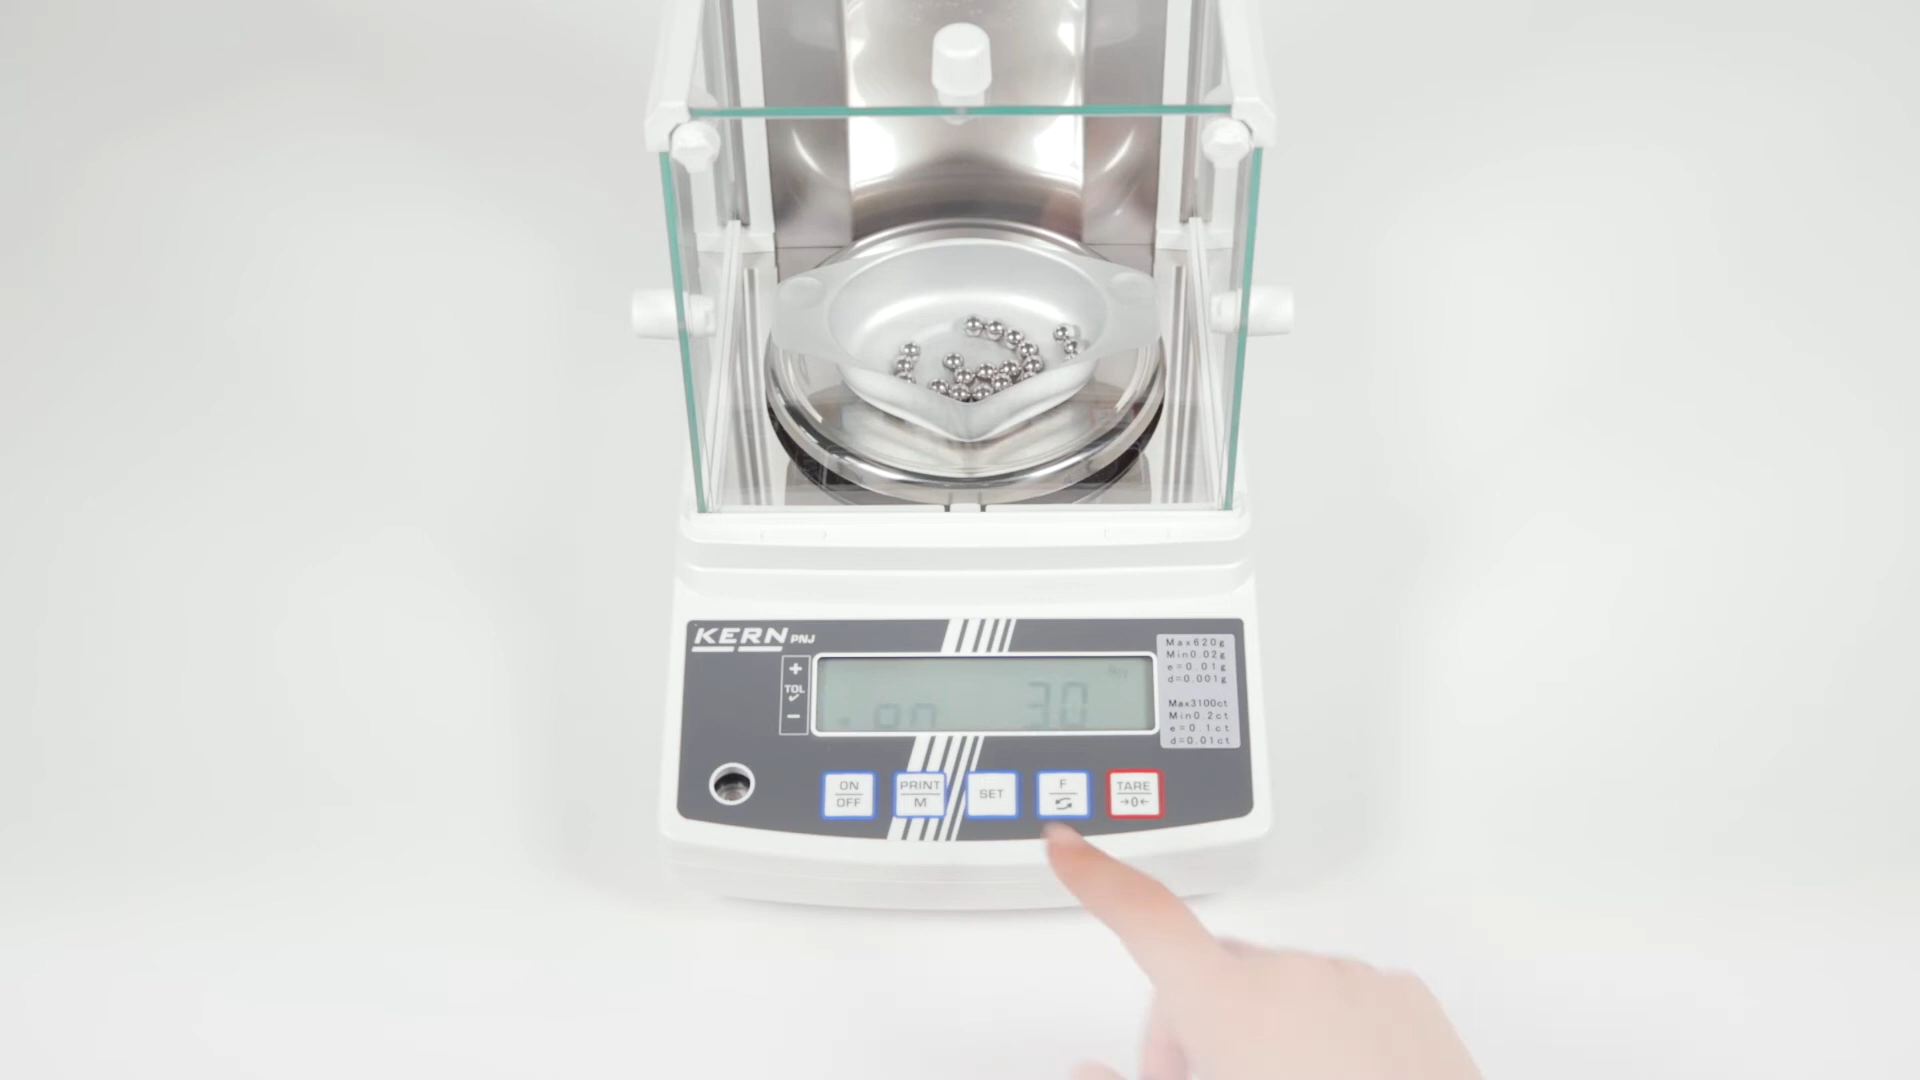 KERN PNJ
+
TOL
-
30
Max620g
Min0.02g
e=0.01g
d=0.001g
Max3100ct
Min0.2ct
e=0.1ct
d=0.01ct
ON
OFF
PRINT
M
SET
F
TARE
→0←